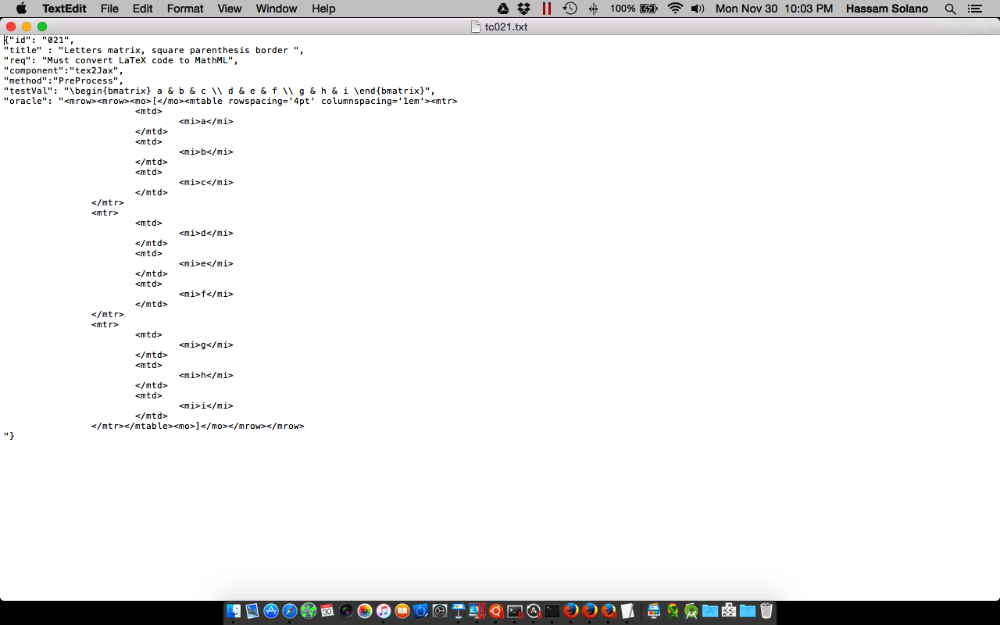 TextEdit File Edit Format View Window Help 100% Mon Nov 30 10:03 PM Hassam Solano
tc021.txt
{"id": "021",
"title" : "Letters matrix, square parenthesis border ",
"req": "Must convert LaTeX code to MathML",
"component":"tex2Jax",
"method":"PreProcess",
"testVal": "\begin{bmatrix} a & b & c \\ d & e & f \\ g & h & i \end{bmatrix}",
"oracle": "<mrow><mrow><mo>[</mo><mtable rowspacing='4pt' columnspacing='1em'><mtr>
<mtd>
<mi>a</mi>
</mtd>
<mtd>
<mi>b</mi>
</mtd>
<mtd>
<mi>c</mi>
</mtd>
</mtr>
<mtr>
<mtd>
<mi>d</mi>
</mtd>
<mtd>
<mi>e</mi>
</mtd>
<mtd>
<mi>f</mi>
</mtd>
</mtr>
<mtr>
<mtd>
<mi>g</mi>
</mtd>
<mtd>
<mi>h</mi>
</mtd>
<mtd>
<mi>i</mi>
</mtd>
</mtr></mtable><mo>]</mo></mrow></mrow>
"}
30